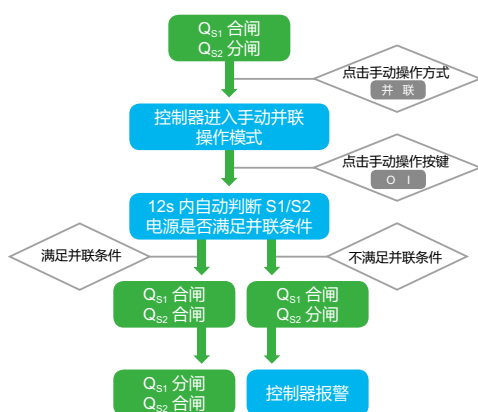 QS1 合闸
QS2 分闸
点击手动操作方式
并 联
控制器进入手动并联
操作模式
点击手动操作按键
O I
12s 内自动判断 S1/S2
电源是否满足并联条件
满足并联条件
不满足并联条件
QS1 合闸
QS2 合闸
QS1 合闸
QS2 分闸
QS1 分闸
QS2 合闸
控制器报警